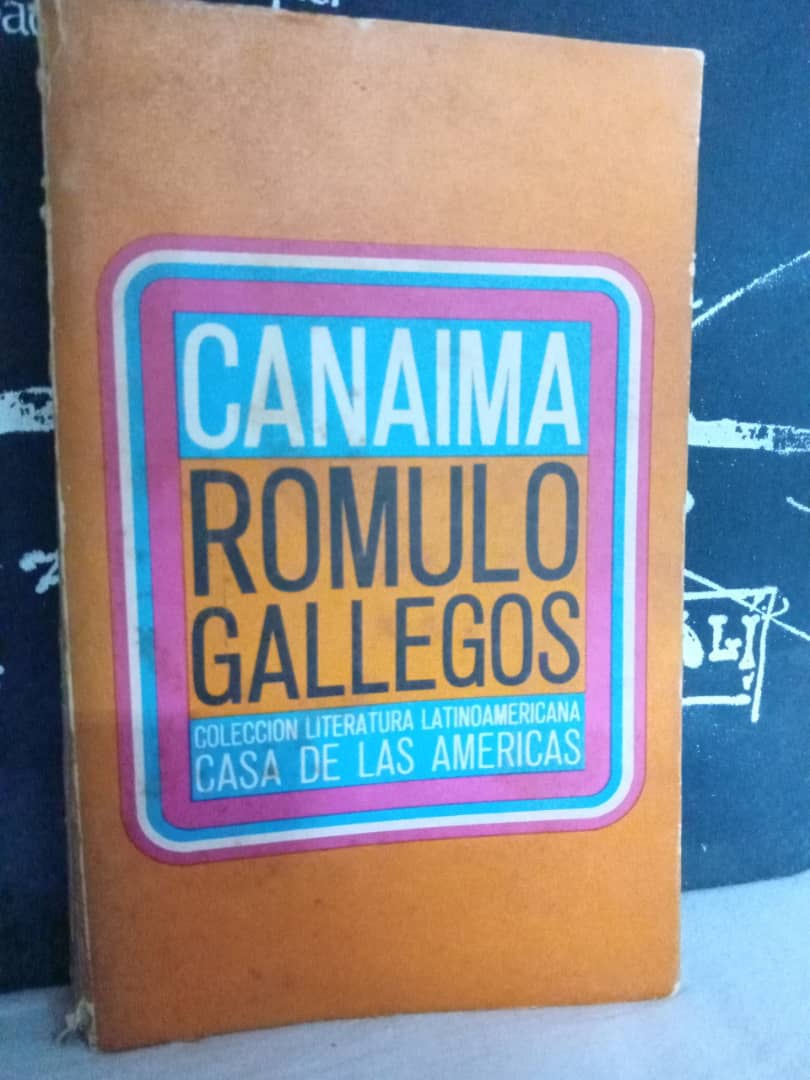 CANAIMA
ROMULO
GALLEGOS
COLECCION LITERATURA LATINOAMERICANA
CASA DE LAS AMERICAS